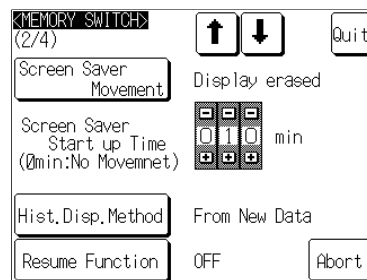 <MEMORY SWITCH>
(2/4)
Quit
Screen Saver
Movement
Display erased
Screen Saver
Start up Time
(0min:No Movemnet)
010 min
Hist.Disp.Method
From New Data
Resume Function
OFF
Abort